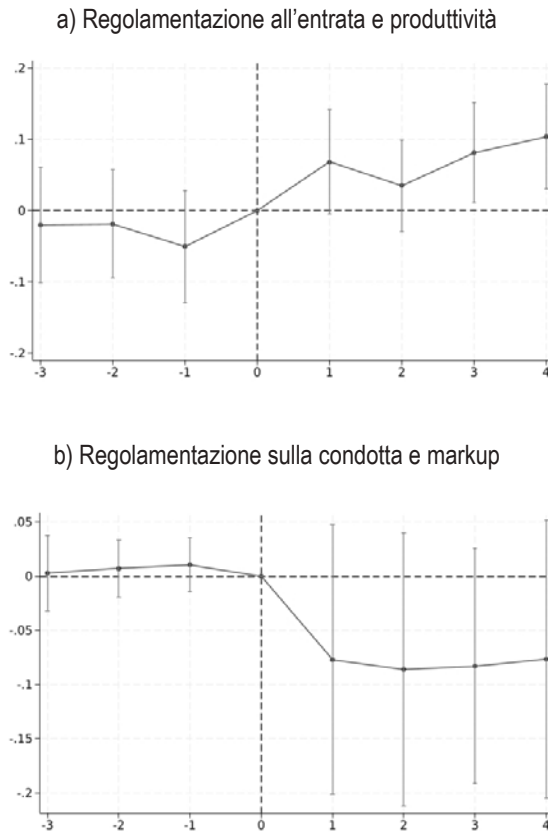 a) Regolamentazione all'entrata e produttività
.2
.1
0
-.1
-.2
-3 -2 -1 0 1 2 3 4
b) Regolamentazione sulla condotta e markup
.05
0
-.05
-.1
-.15
-.2
-3 -2 -1 0 1 2 3 4